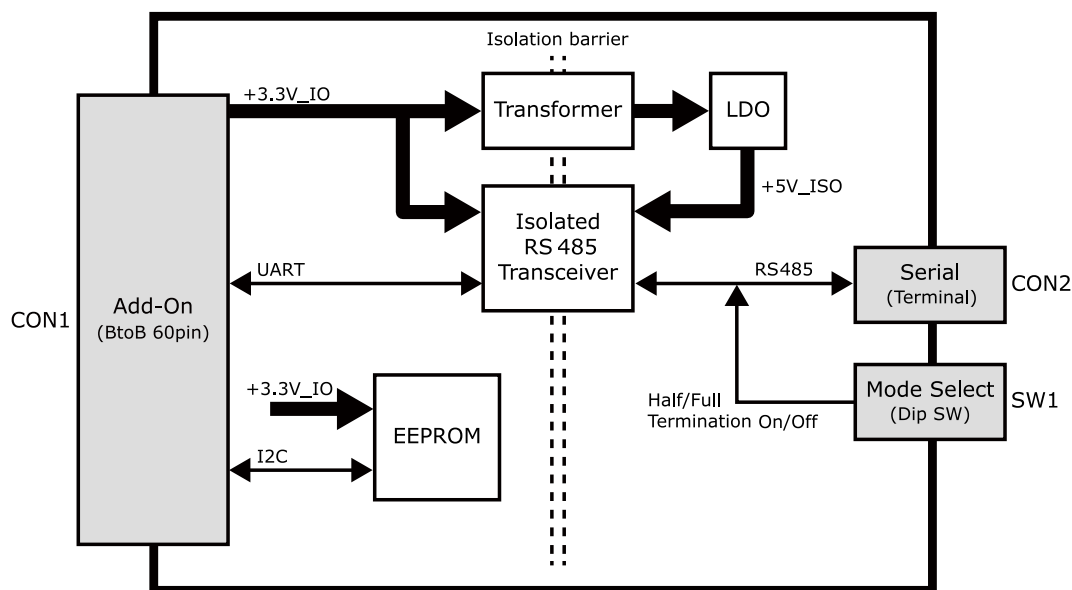 Isolation barrier
+3.3V_IO
Transformer
LDO
+5V_ISO
Isolated
RS 485
Transceiver
UART
RS485
Serial
(Terminal)
CON2
CON1
Add-On
(BtoB 60pin)
+3.3V_IO
EEPROM
I2C
Half/Full
Termination On/Off
Mode Select
(Dip SW)
SW1